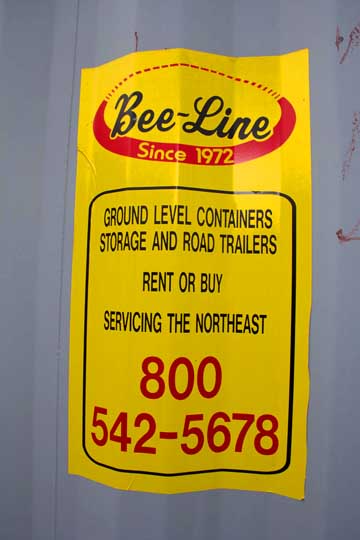 Bee-Line
Since 1972
GROUND LEVEL CONTAINERS
STORAGE AND ROAD TRAILERS
RENT OR BUY
SERVICING THE NORTHEAST
800
542-5678